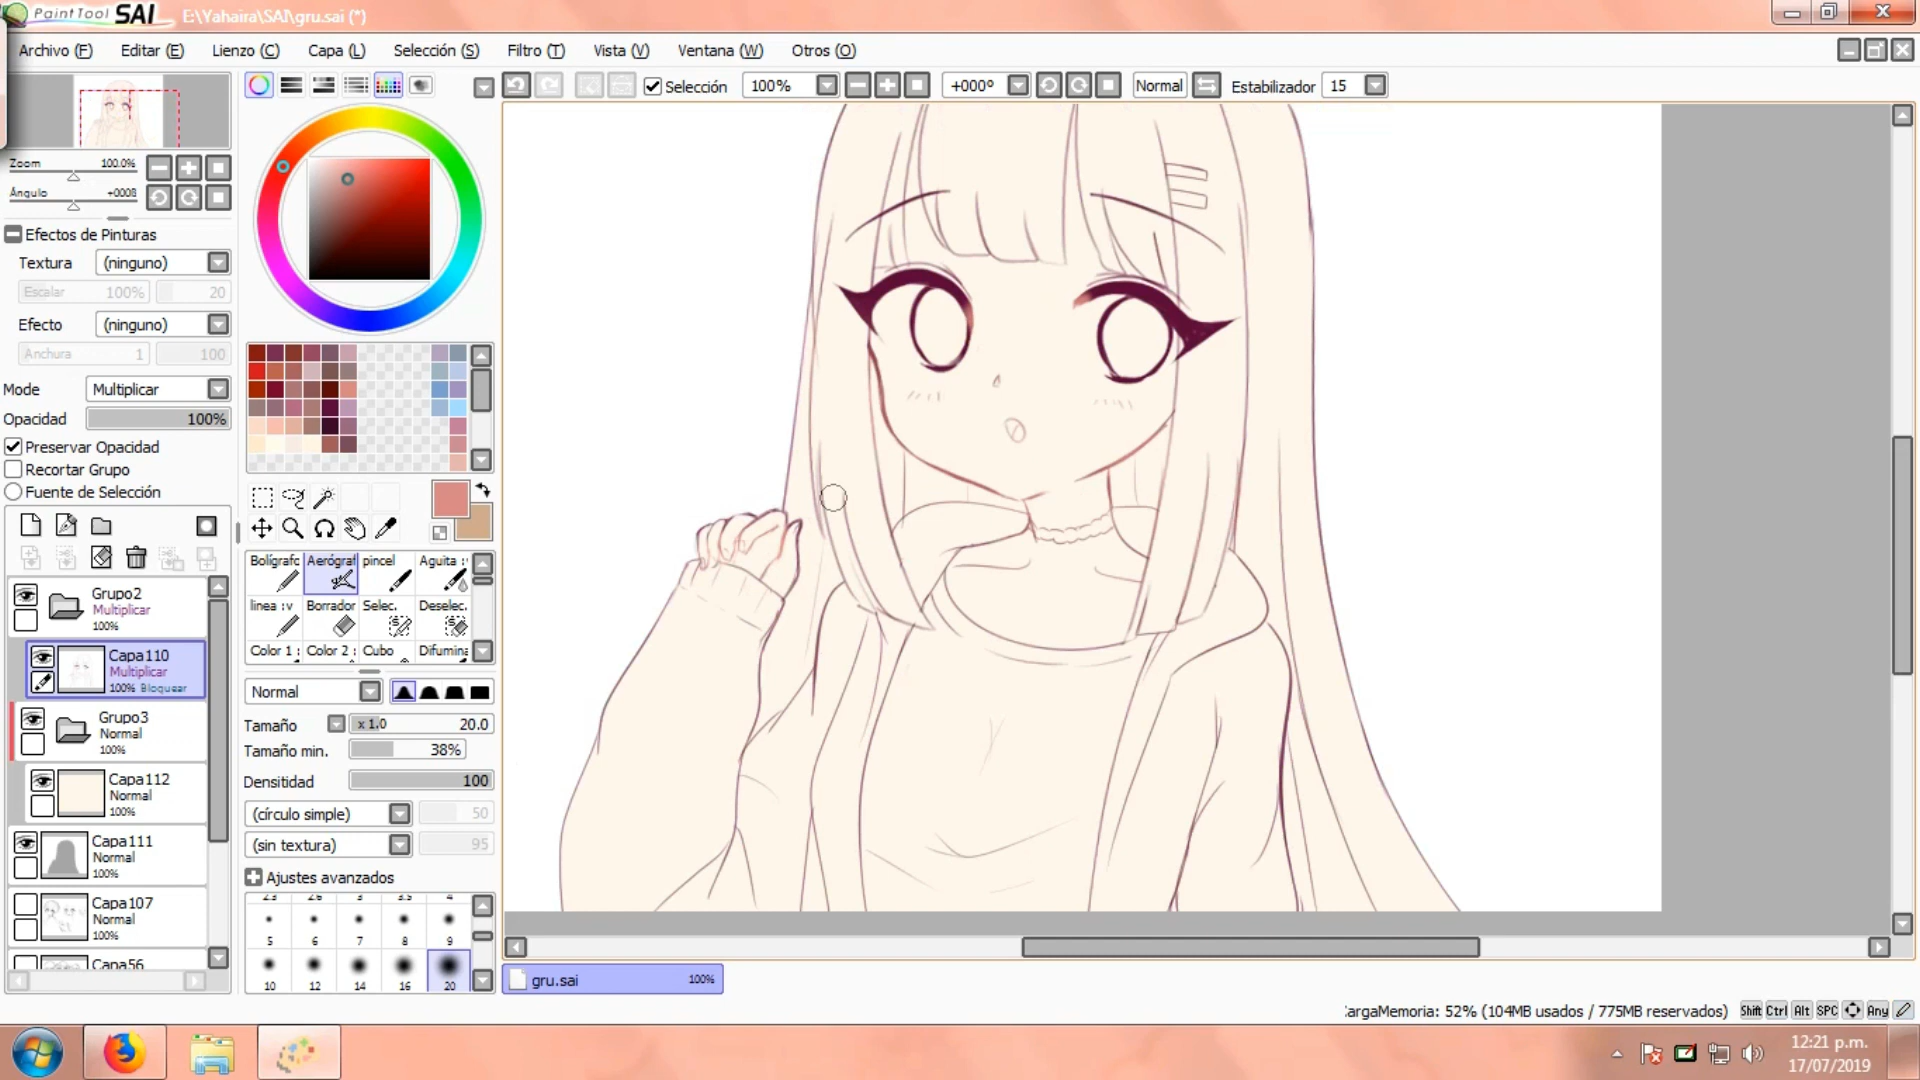 PaintTool SAI E:\Yahaira\SAI\gru.sai (*)
Archivo (F) Editar (E) Lienzo (C) Capa (L) Selección (S) Filtro (T) Vista (V) Ventana (W) Otros (O)
Selección 100% +000º Normal Estabilizador 15
Zoom 100.0%
Ángulo +000ß
Efectos de Pinturas
Textura (ninguno)
Escalar 100% 20
Efecto (ninguno)
Anchura 1 100
Mode Multiplicar
Opacidad 100%
Preservar Opacidad
Recortar Grupo
Fuente de Selección
Grupo2
Multiplicar
100%
Capa110
Multiplicar
100% Bloquear
Grupo3
Normal
100%
Capa112
Normal
100%
Capa111
Normal
100%
Capa107
Normal
100%
Capa56
Bolígrafc Aerógraf pincel Aguita :
linea :v Borrador Selec. Deselec.
Color 1 : Color 2 : Cubo Difumina
Normal
Tamaño x 1.0 20.0
Tamaño min. 38%
Densitidad 100
(círculo simple) 50
(sin textura) 95
Ajustes avanzados
5 6 7 8 9
10 12 14 16 20
gru.sai 100%
argaMemoria: 52% (104MB usados / 775MB reservados) Shift Ctrl Alt SPC Any
12:21 p.m.
17/07/2019